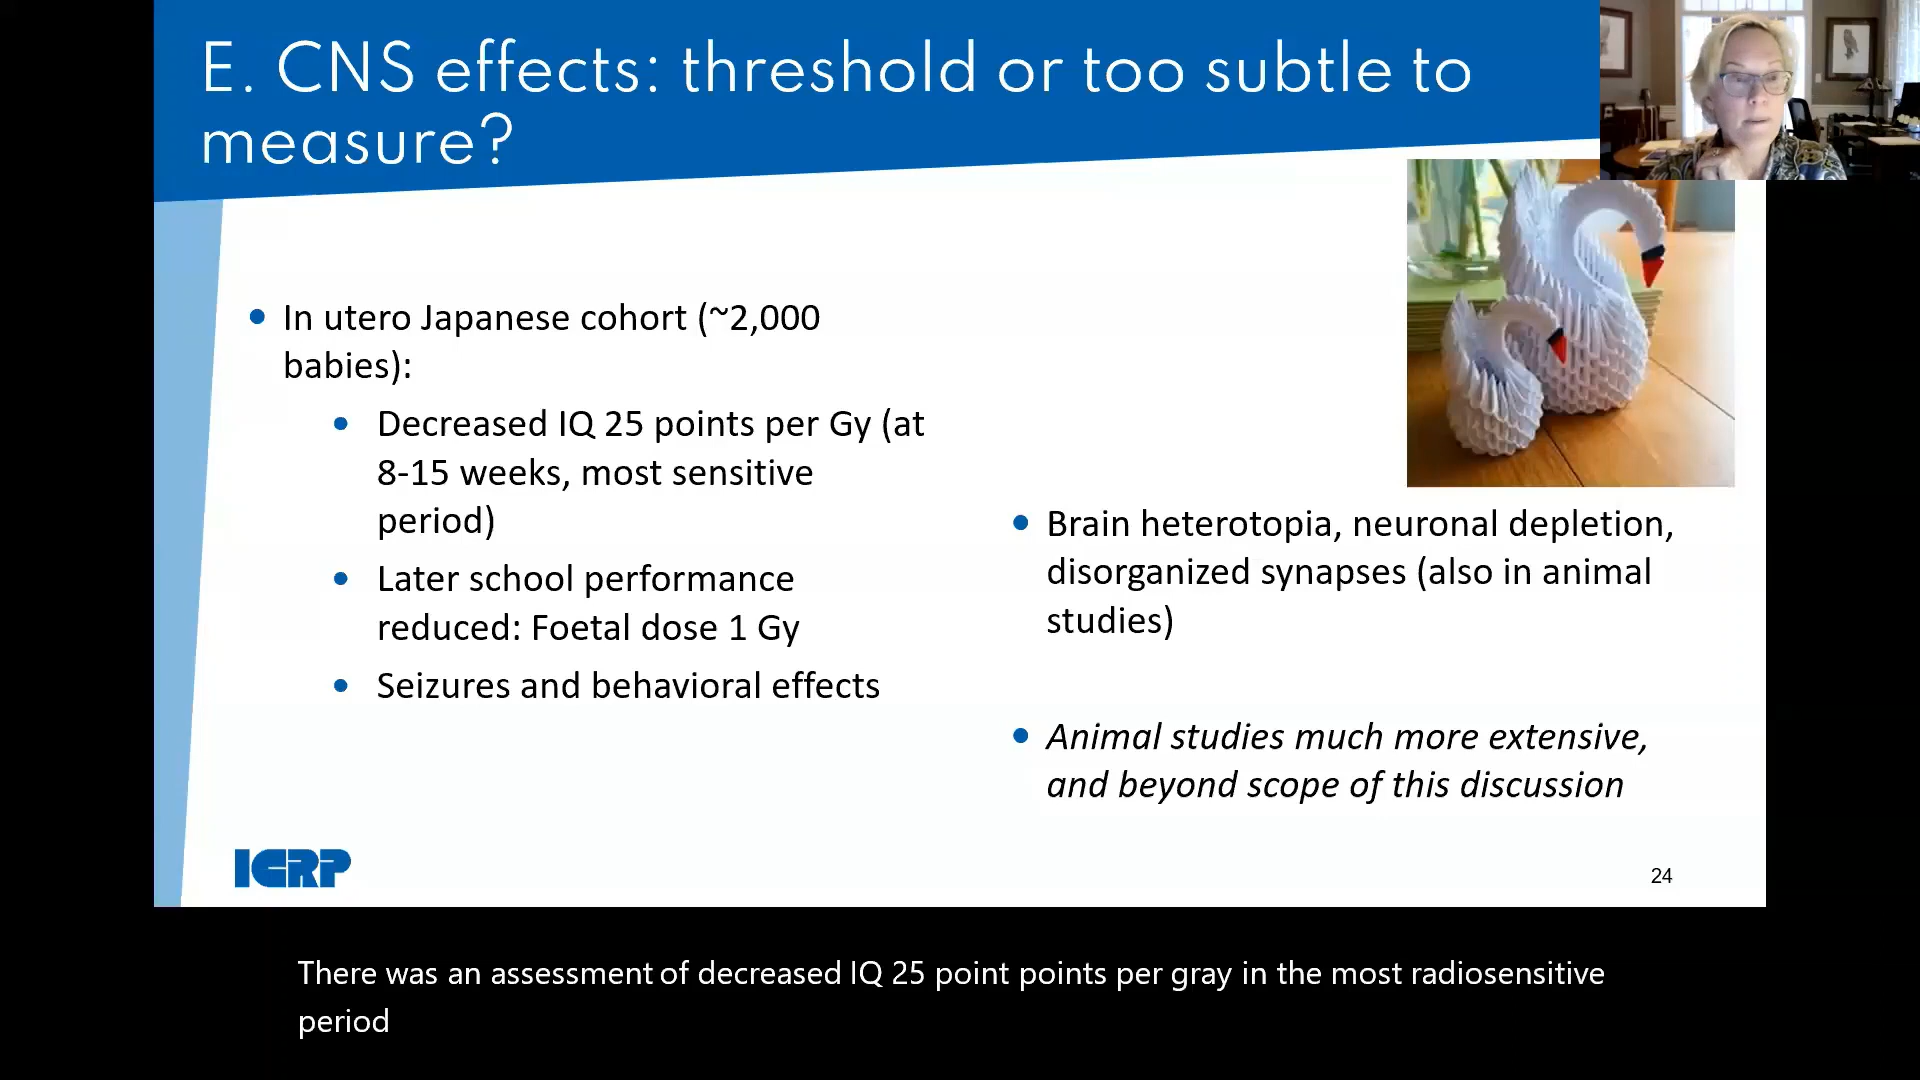 E. CNS effects: threshold or too subtle to
measure?
• In utero Japanese cohort (~2,000
babies):
• Decreased IQ 25 points per Gy (at
8-15 weeks, most sensitive
period)
• Later school performance
reduced: Foetal dose 1 Gy
• Seizures and behavioral effects
• Brain heterotopia, neuronal depletion,
disorganized synapses (also in animal
studies)
• Animal studies much more extensive,
and beyond scope of this discussion
ICRP
24
There was an assessment of decreased IQ 25 point points per gray in the most radiosensitive
period